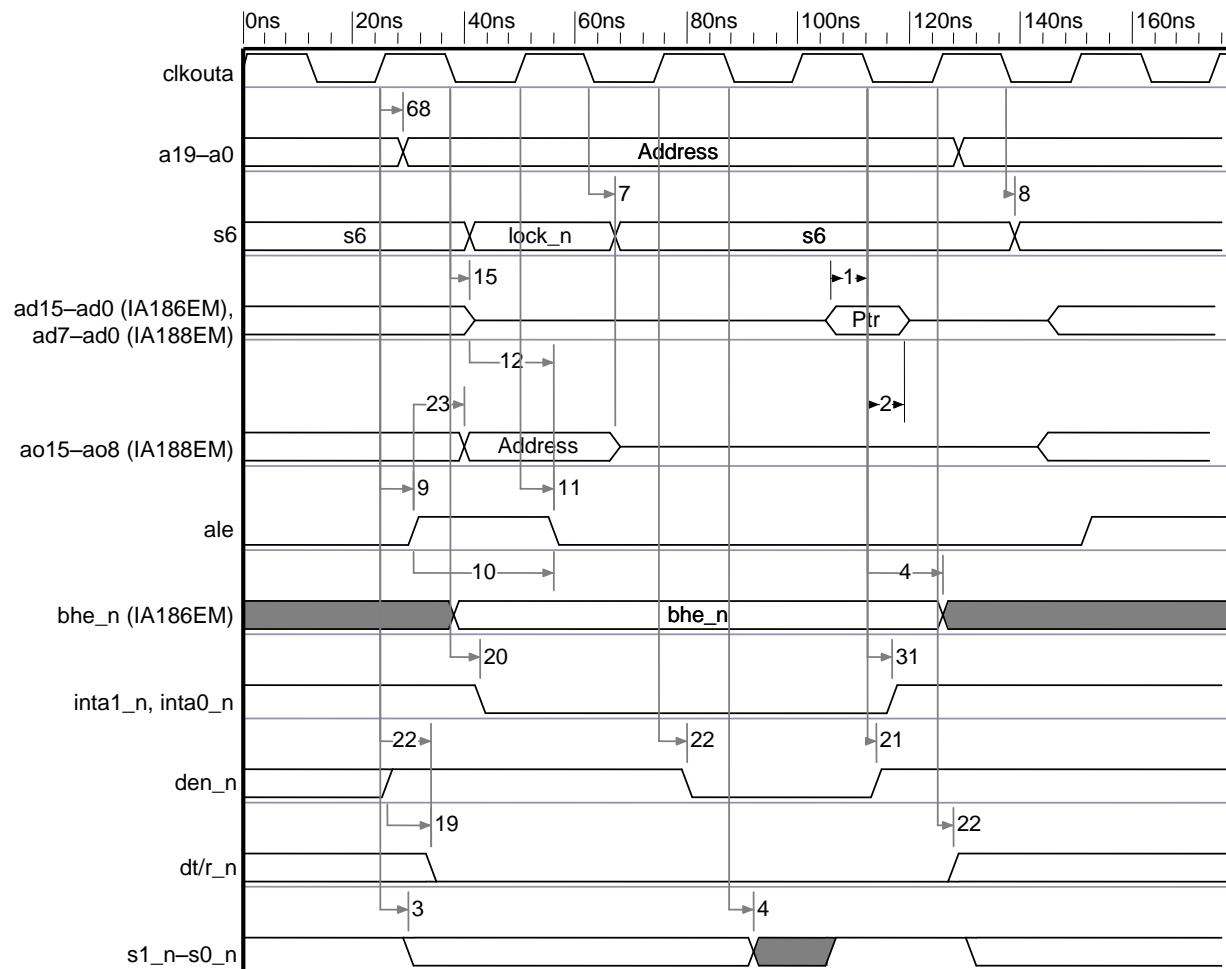 0ns 20ns 40ns 60ns 80ns 100ns 120ns 140ns 160ns
clkouta
68
a19–a0 Address
7 8
s6 s6 lock_n s6
15 1
ad15–ad0 (IA186EM),
ad7–ad0 (IA188EM) Ptr
12
23 2
ao15–ao8 (IA188EM) Address
9 11
ale
10 4
bhe_n (IA186EM) bhe_n
20 31
inta1_n, inta0_n
22 22 21
den_n
19 22
dt/r_n
3 4
s1_n–s0_n